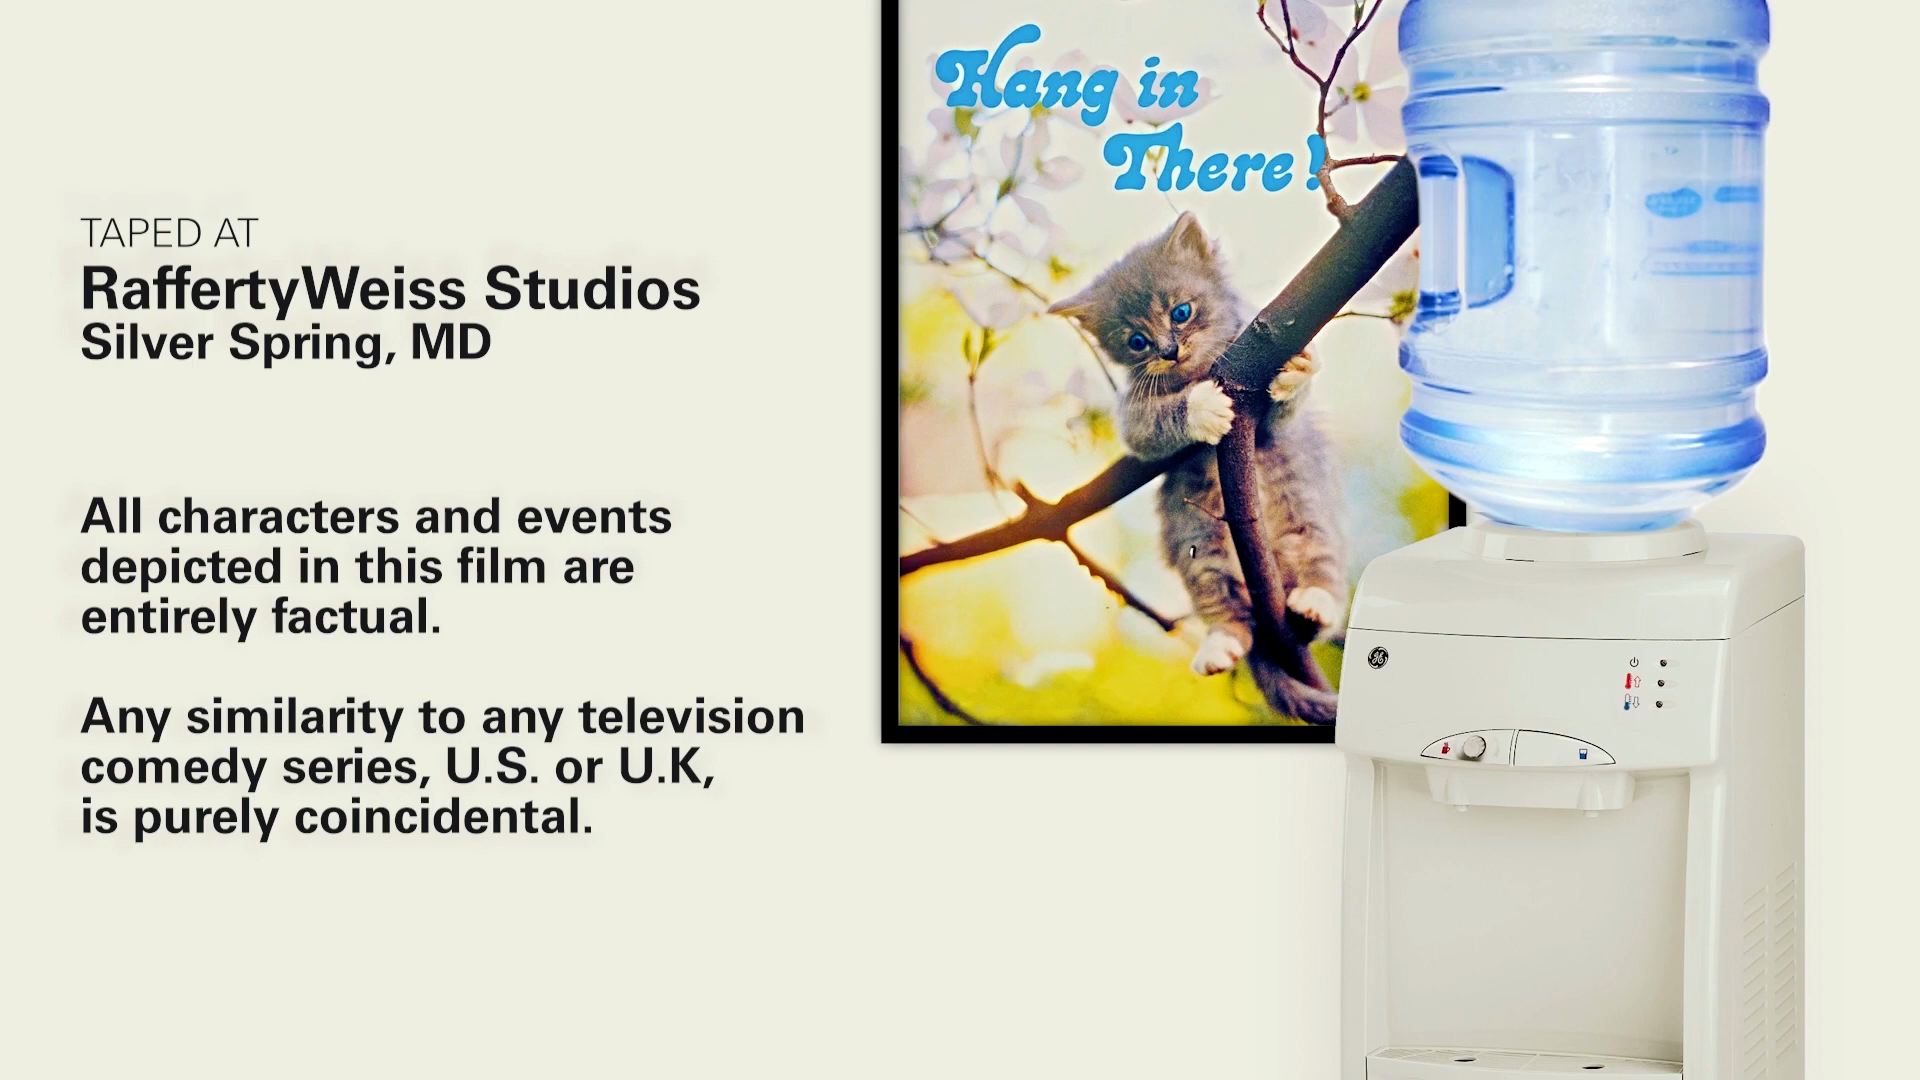 Hang in
There!
TAPED AT
RaffertyWeiss Studios
Silver Spring, MD
All characters and events
depicted in this film are
entirely factual.
Any similarity to any television
comedy series, U.S. or U.K,
is purely coincidental.
GE